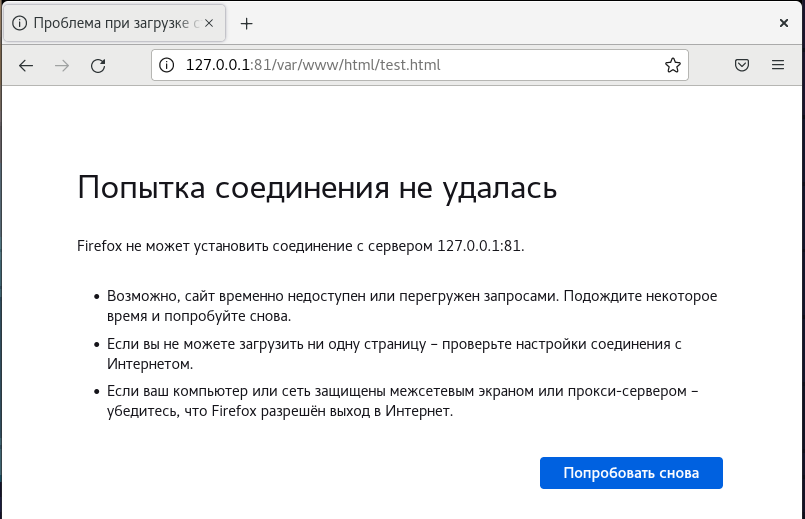 Проблема при загрузке с
127.0.0.1:81/var/www/html/test.html
Попытка соединения не удалась
Firefox не может установить соединение с сервером 127.0.0.1:81.
• Возможно, сайт временно недоступен или перегружен запросами. Подождите некоторое
время и попробуйте снова.
• Если вы не можете загрузить ни одну страницу – проверьте настройки соединения с
Интернетом.
• Если ваш компьютер или сеть защищены межсетевым экраном или прокси-сервером –
убедитесь, что Firefox разрешён выход в Интернет.
Попробовать снова